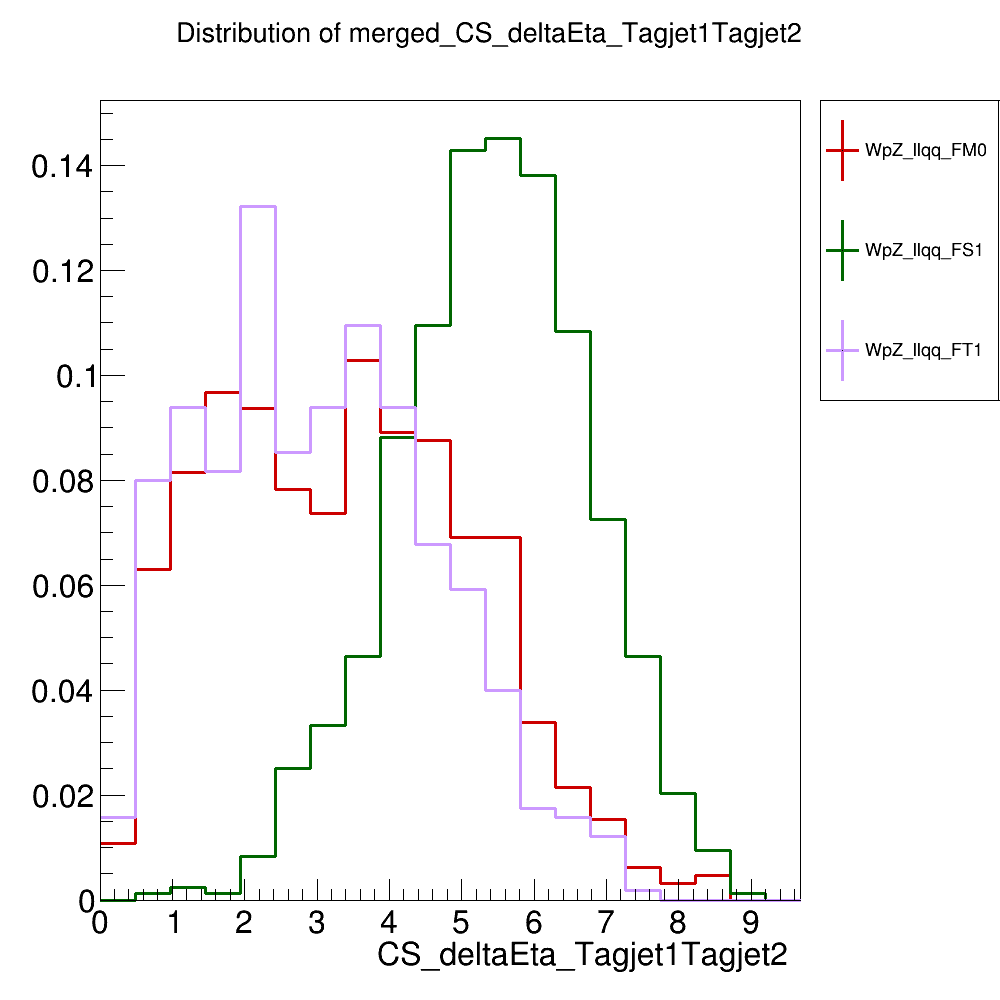 Distribution of merged_CS_deltaEta_Tagjet1Tagjet2
0.14
0.12
0.1
0.08
0.06
0.04
0.02
0
0 1 2 3 4 5 6 7 8 9
CS_deltaEta_Tagjet1Tagjet2
WpZ_llqq_FM0
WpZ_llqq_FS1
WpZ_llqq_FT1